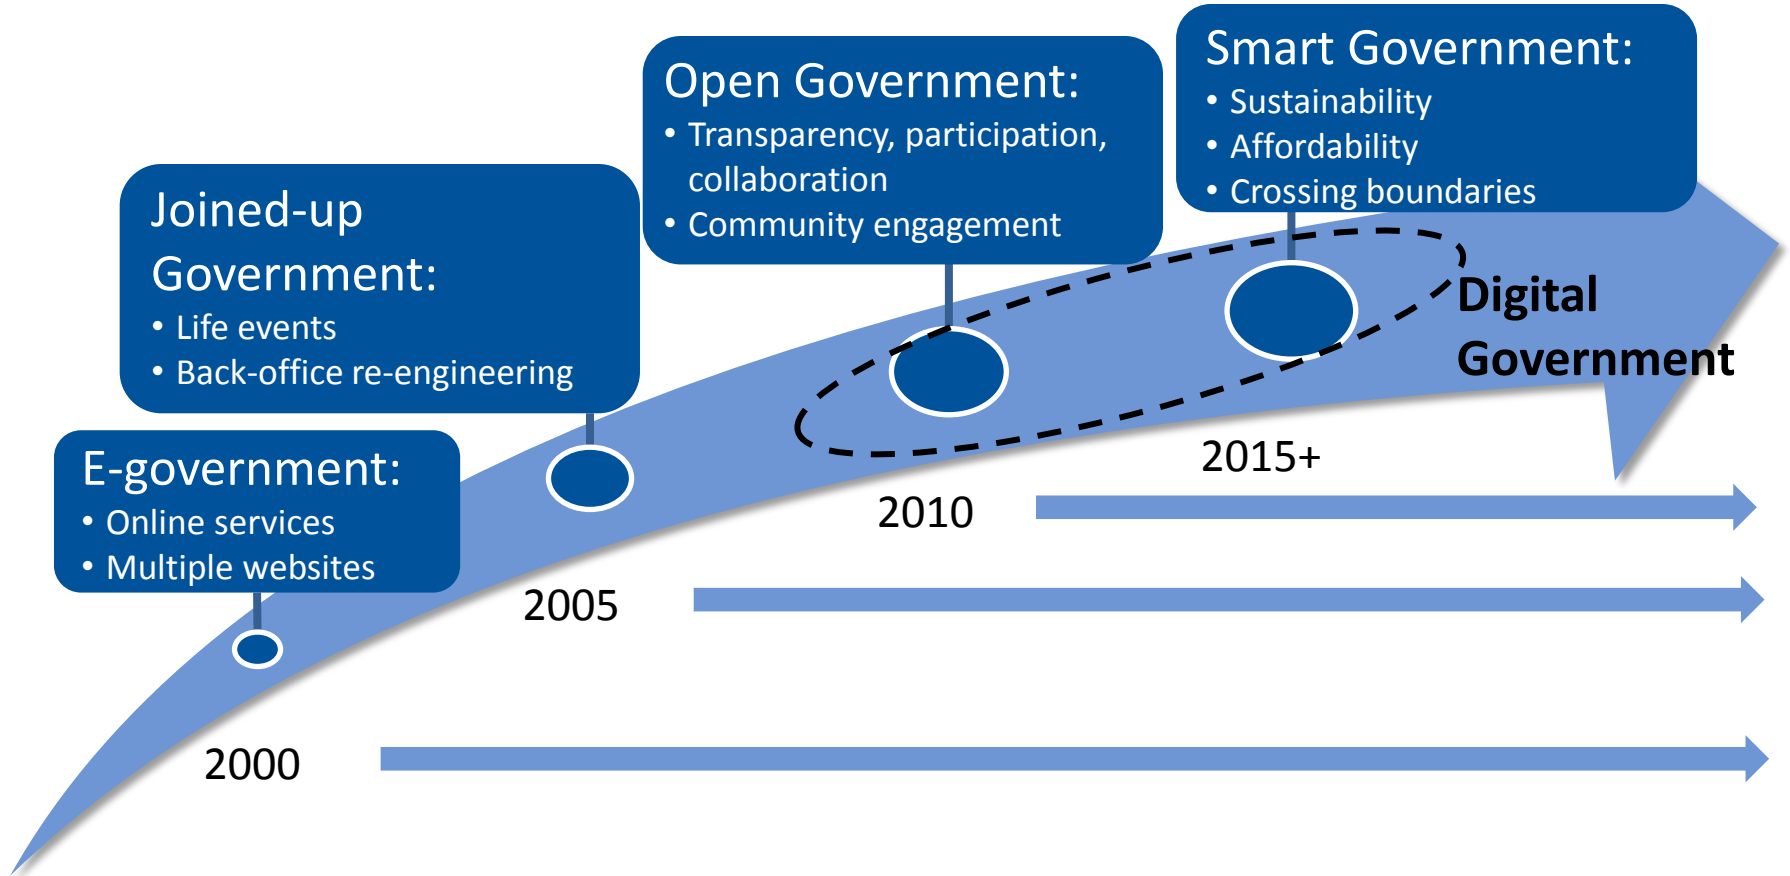 Smart Government:
• Sustainability
• Affordability
• Crossing boundaries
Open Government:
• Transparency, participation,
collaboration
• Community engagement
Joined-up
Government:
• Life events
• Back-office re-engineering
E-government:
• Online services
• Multiple websites
Digital
Government
2015+
2010
2005
2000